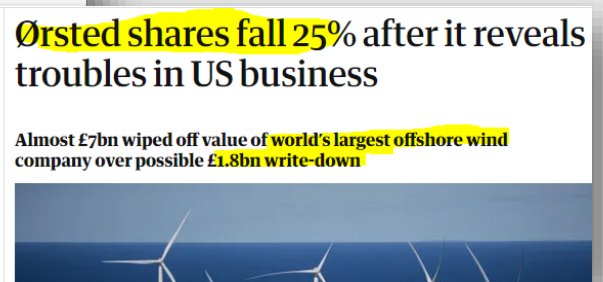 Ørsted shares fall 25% after it reveals
troubles in US business
Almost £7bn wiped off value of world's largest offshore wind
company over possible £1.8bn write-down